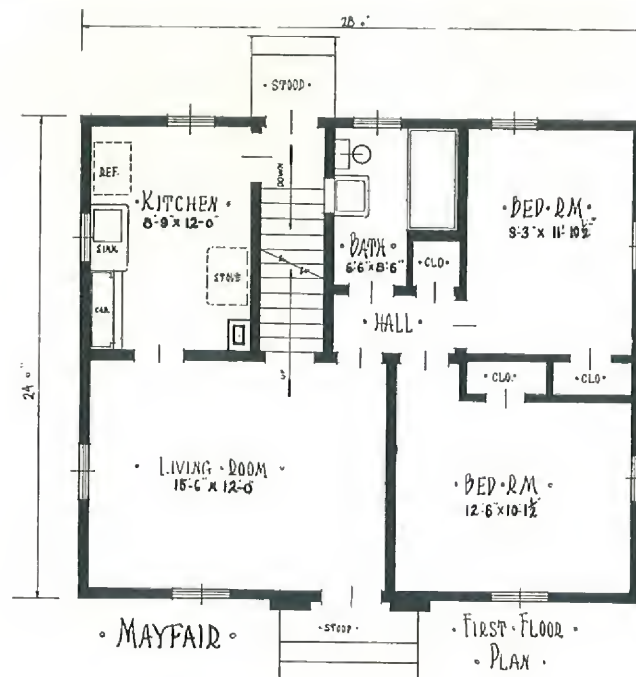 28'-0"
· STOOP ·
REF.
· KITCHEN ·
8'-9" X 12'-0"
SINK
CAB.
STOVE
DOWN
UP
BATH
6'-6" X 8'-6"
· CLO ·
· HALL ·
· BED · RM ·
9'-3" X 11'-10½"
· CLO. ·
· CLO ·
24'-0"
· LIVING · ROOM ·
15'-6" X 12'-0"
· BED · RM ·
12'-6" X 10'-1½"
· STOOP ·
· MAYFAIR ·
· FIRST · FLOOR ·
· PLAN ·